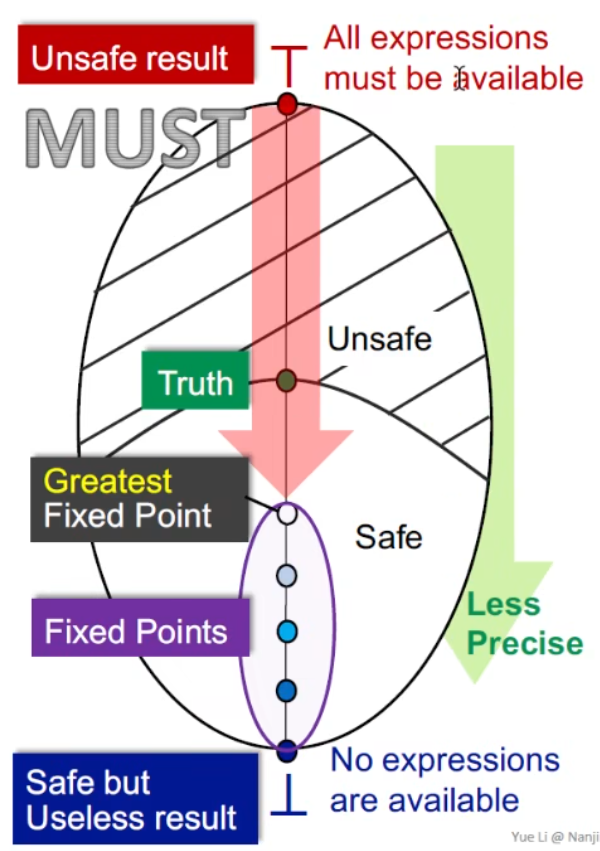 Unsafe result
⊤
All expressions
must be available
MUST
Unsafe
Truth
Greatest
Fixed Point
Safe
Fixed Points
Less
Precise
Safe but
Useless result
⊥
No expressions
are available
Yue Li @ Nanji